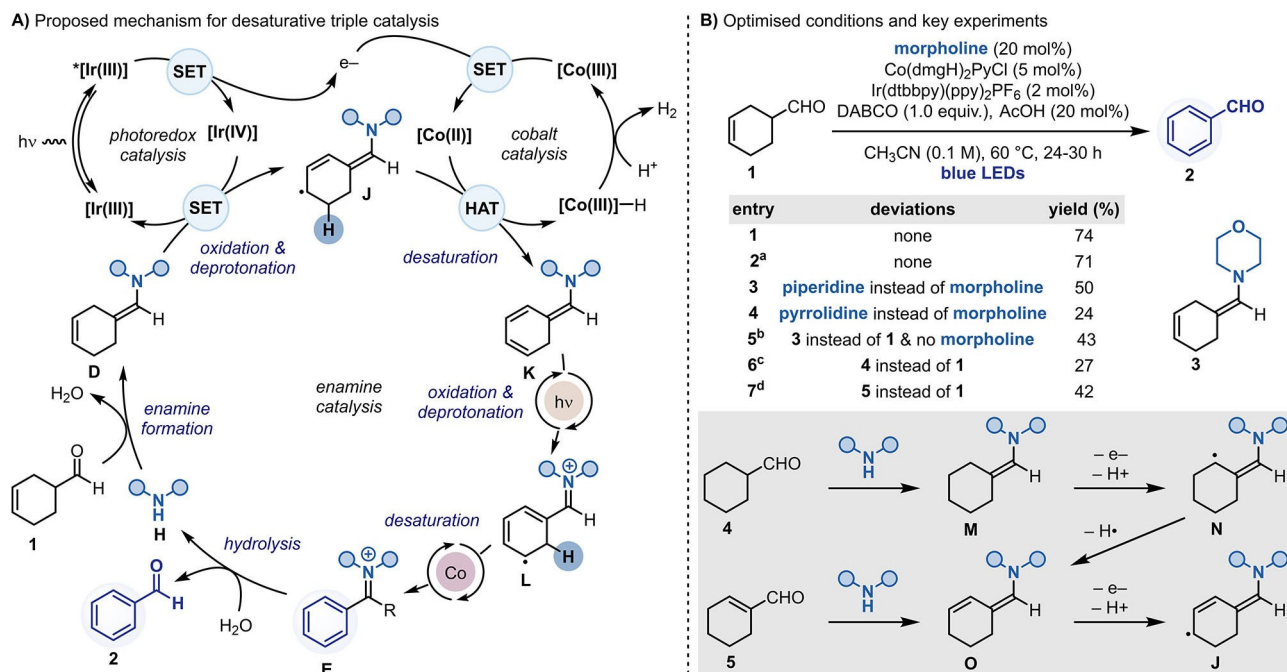 A) Proposed mechanism for desaturative triple catalysis
*[Ir(III)]
SET
e–
SET
[Co(III)]
H2
hν
photoredox
catalysis
[Ir(IV)]
N
H
[Co(II)]
cobalt
catalysis
H+
[Ir(III)]
SET
J
H
HAT
[Co(III)]–H
oxidation &
deprotonation
desaturation
N
H
D
N
H
K
H2O
enamine
formation
enamine
catalysis
oxidation &
deprotonation
hν
O
H
1
N
H
H
N
⊕
H
H
L
desaturation
Co
hydrolysis
O
H
2
H2O
N
⊕
R
E
B) Optimised conditions and key experiments
morpholine (20 mol%)
Co(dmgH)2PyCl (5 mol%)
Ir(dtbbpy)(ppy)2PF6 (2 mol%)
DABCO (1.0 equiv.), AcOH (20 mol%)
CH3CN (0.1 M), 60 °C, 24-30 h
blue LEDs
CHO
1
CHO
2
entry deviations yield (%)
1 none 74
2a none 71
3 piperidine instead of morpholine 50
4 pyrrolidine instead of morpholine 24
5b 3 instead of 1 & no morpholine 43
6c 4 instead of 1 27
7d 5 instead of 1 42
O
N
H
3
CHO
4
N
H
N
H
M
– e–
– H+
N
H
N
– H•
CHO
5
N
H
N
H
O
– e–
– H+
N
H
J